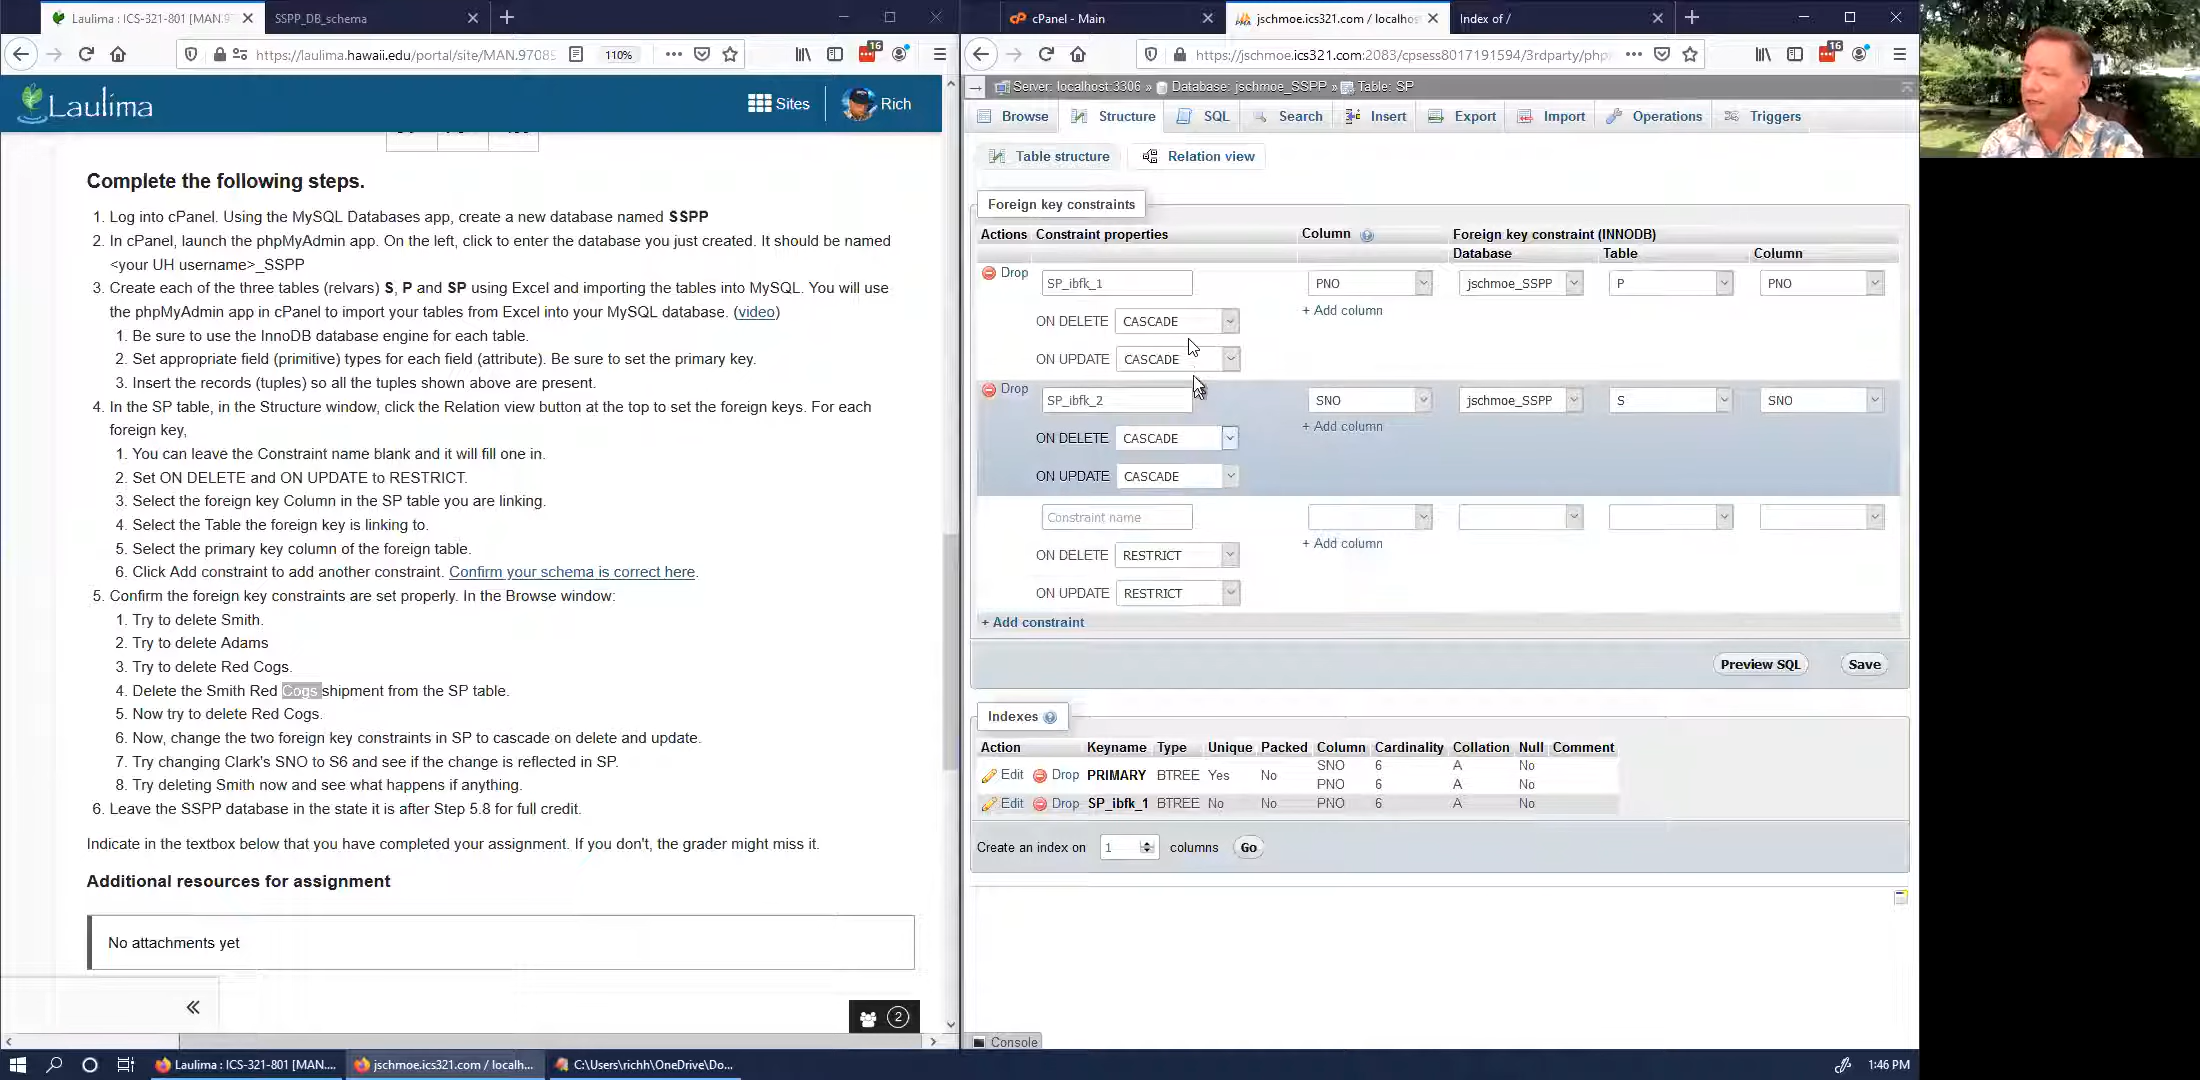 Laulima : ICS-321-801 [MAN.97
SSPP_DB_schema
https://laulima.hawaii.edu/portal/site/MAN.9708
110%
16
Laulima
Sites
Rich
Complete the following steps.
1. Log into cPanel. Using the MySQL Databases app, create a new database named SSPP
2. In cPanel, launch the phpMyAdmin app. On the left, click to enter the database you just created. It should be named
<your UH username>_SSPP
3. Create each of the three tables (relvars) S, P and SP using Excel and importing the tables into MySQL. You will use
the phpMyAdmin app in cPanel to import your tables from Excel into your MySQL database. (video)
1. Be sure to use the InnoDB database engine for each table.
2. Set appropriate field (primitive) types for each field (attribute). Be sure to set the primary key.
3. Insert the records (tuples) so all the tuples shown above are present.
4. In the SP table, in the Structure window, click the Relation view button at the top to set the foreign keys. For each
foreign key,
1. You can leave the Constraint name blank and it will fill one in.
2. Set ON DELETE and ON UPDATE to RESTRICT.
3. Select the foreign key Column in the SP table you are linking.
4. Select the Table the foreign key is linking to.
5. Select the primary key column of the foreign table.
6. Click Add constraint to add another constraint. Confirm your schema is correct here.
5. Confirm the foreign key constraints are set properly. In the Browse window:
1. Try to delete Smith.
2. Try to delete Adams
3. Try to delete Red Cogs.
4. Delete the Smith Red Cogs shipment from the SP table.
5. Now try to delete Red Cogs.
6. Now, change the two foreign key constraints in SP to cascade on delete and update.
7. Try changing Clark's SNO to S6 and see if the change is reflected in SP.
8. Try deleting Smith now and see what happens if anything.
6. Leave the SSPP database in the state it is after Step 5.8 for full credit.
Indicate in the textbox below that you have completed your assignment. If you don't, the grader might miss it.
Additional resources for assignment
No attachments yet
«
2
cPanel - Main
jschmoe.ics321.com / localhos
Index of /
https://jschmoe.ics321.com:2083/cpsess8017191594/3rdparty/php
16
Server: localhost:3306 » Database: jschmoe_SSPP » Table: SP
Browse Structure SQL Search Insert Export Import Operations Triggers
Table structure Relation view
Foreign key constraints
Actions Constraint properties Column Foreign key constraint (INNODB)
Database Table Column
Drop SP_ibfk_1 PNO jschmoe_SSPP P PNO
+ Add column
ON DELETE CASCADE
ON UPDATE CASCADE
Drop SP_ibfk_2 SNO jschmoe_SSPP S SNO
+ Add column
ON DELETE CASCADE
ON UPDATE CASCADE
Constraint name
+ Add column
ON DELETE RESTRICT
ON UPDATE RESTRICT
+ Add constraint
Preview SQL Save
Indexes
Action Keyname Type Unique Packed Column Cardinality Collation Null Comment
Edit Drop PRIMARY BTREE Yes No SNO 6 A No
PNO 6 A No
Edit Drop SP_ibfk_1 BTREE No No PNO 6 A No
Create an index on 1 columns Go
Console
Laulima : ICS-321-801 [MAN....
jschmoe.ics321.com / localh...
C:\Users\richh\OneDrive\Do...
1:46 PM